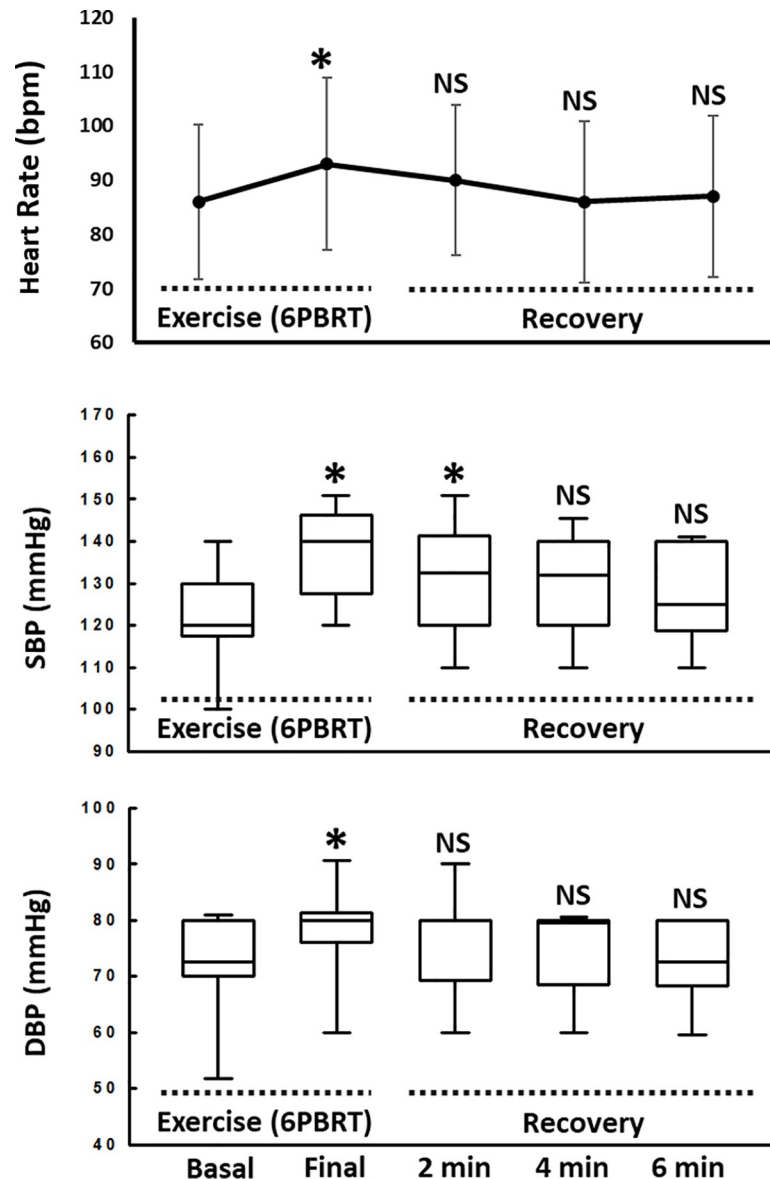 Heart Rate (bpm)
120
110
100
90
80
70
60
*
NS
NS
NS
Exercise (6PBRT)
Recovery
SBP (mmHg)
170
160
150
140
130
120
110
100
90
*
*
NS
NS
Exercise (6PBRT)
Recovery
DBP (mmHg)
100
90
80
70
60
50
40
*
NS
NS
NS
Exercise (6PBRT)
Recovery
Basal Final 2 min 4 min 6 min